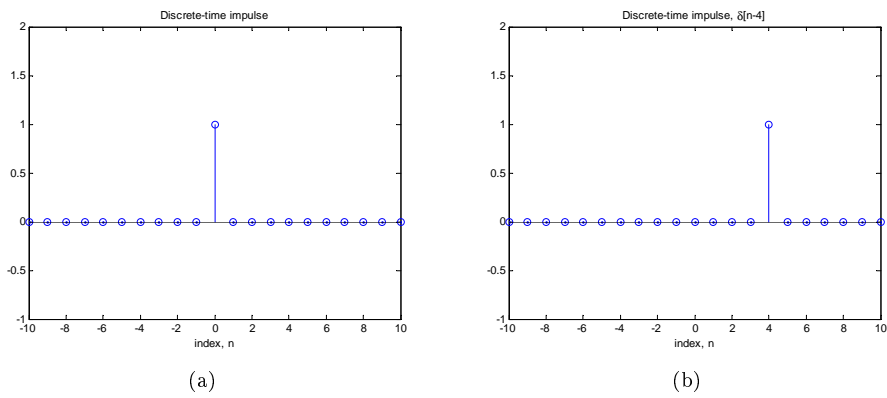 Discrete-time impulse
2
1.5
1
0.5
0
-0.5
-1
-10 -8 -6 -4 -2 0 2 4 6 8 10
index, n
(a)
Discrete-time impulse, δ[n-4]
2
1.5
1
0.5
0
-0.5
-1
-10 -8 -6 -4 -2 0 2 4 6 8 10
index, n
(b)